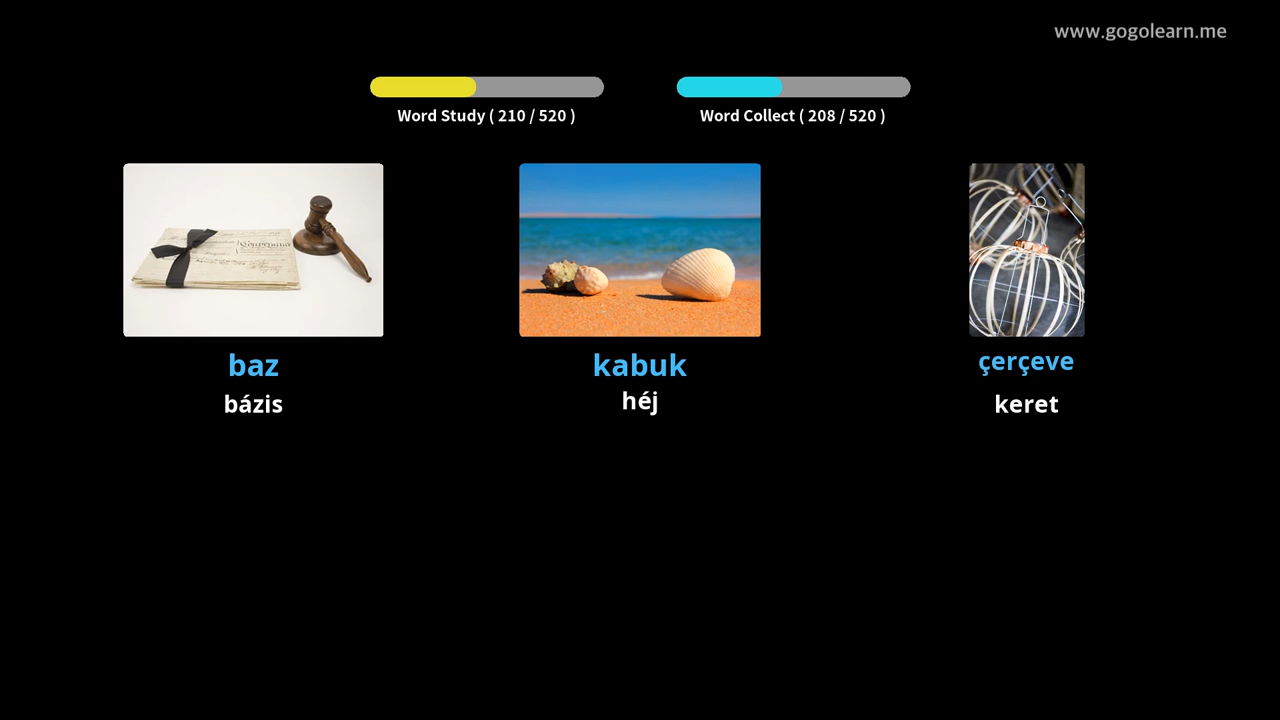 www.gogolearn.me
Word Study ( 210 / 520 )
Word Collect ( 208 / 520 )
baz
kabuk
çerçeve
bázis
héj
keret